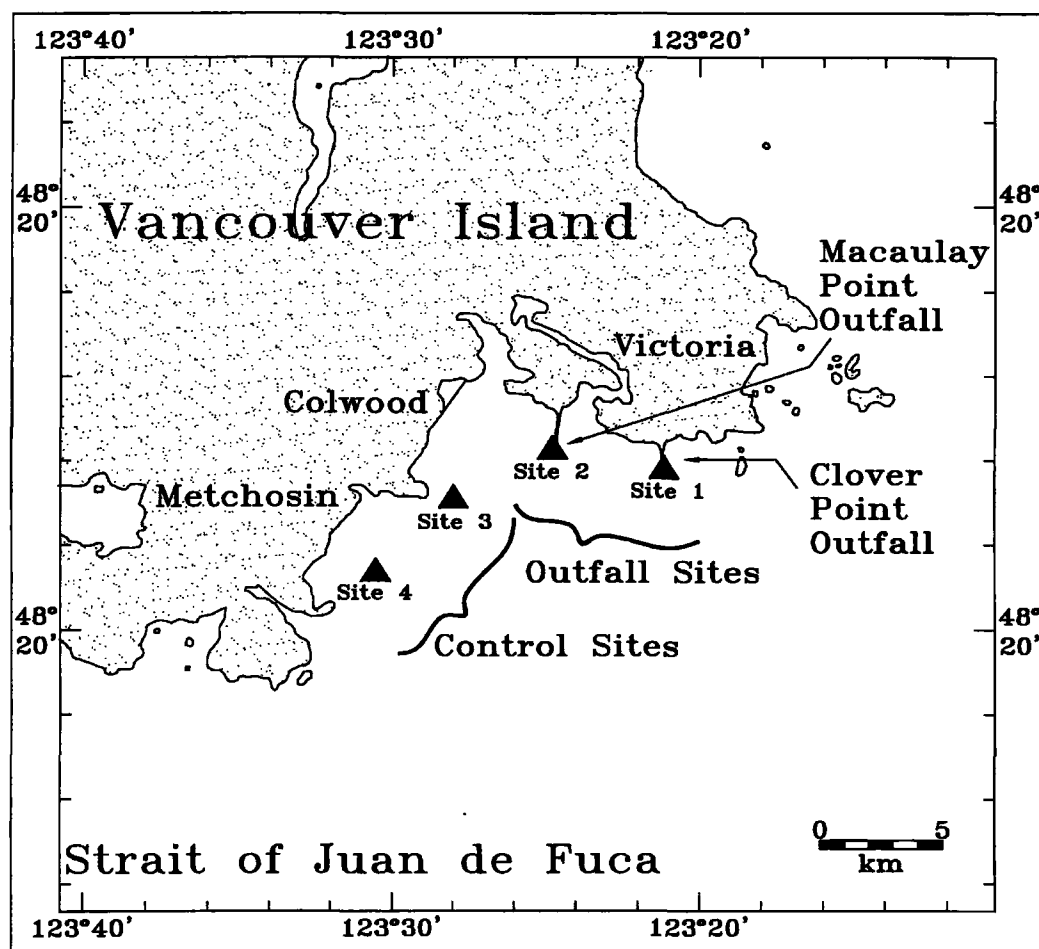 123°40' 123°30' 123°20'
48°
20'
48°
20'
Vancouver Island
Macaulay
Point
Outfall
Victoria
Colwood
Site 2
Site 1
Clover
Point
Outfall
Metchosin
Site 3
Outfall Sites
Site 4
48°
20'
48°
20'
Control Sites
0 5
km
Strait of Juan de Fuca
123°40' 123°30' 123°20'